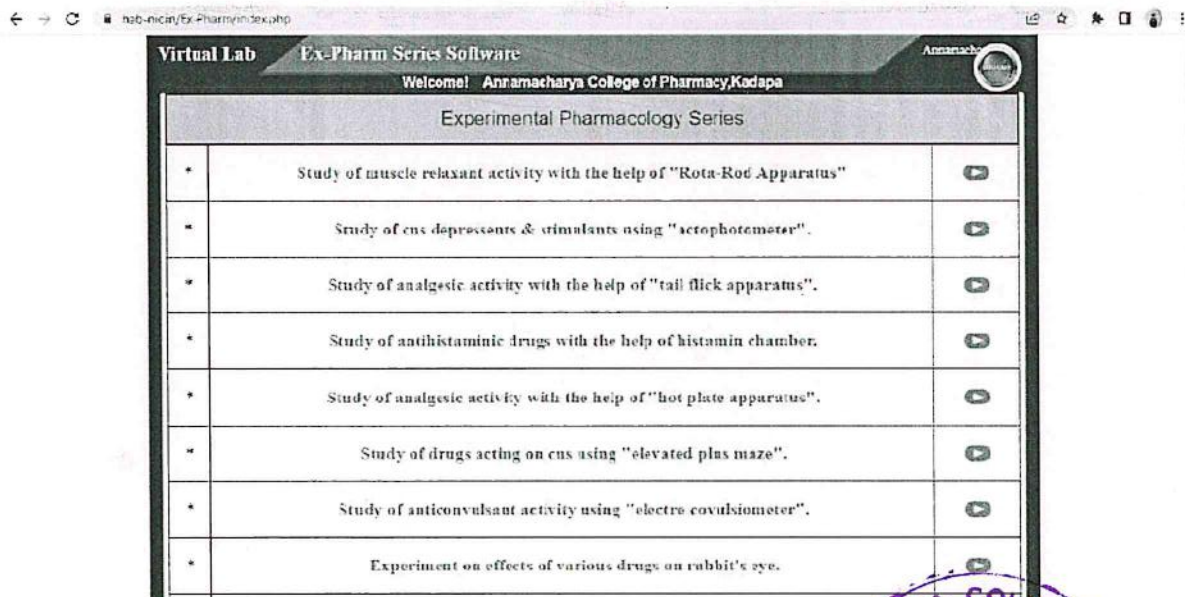 hab-nicin/Ex-Pharm/index.php
Virtual Lab Ex-Pharm Series Software
Welcome! Annamacharya College of Pharmacy,Kadapa
Experimental Pharmacology Series
* Study of muscle relaxant activity with the help of "Rota-Rod Apparatus"
* Study of cns depressents & stimulants using "actophotometer".
* Study of analgesic activity with the help of "tail flick apparatus".
* Study of antihistaminic drugs with the help of histamin chamber.
* Study of analgesic activity with the help of "hot plate apparatus".
* Study of drugs acting on cns using "elevated plus maze".
* Study of anticonvulsant activity using "electro covulsiometer".
* Experiment on effects of various drugs on rabbit's eye.